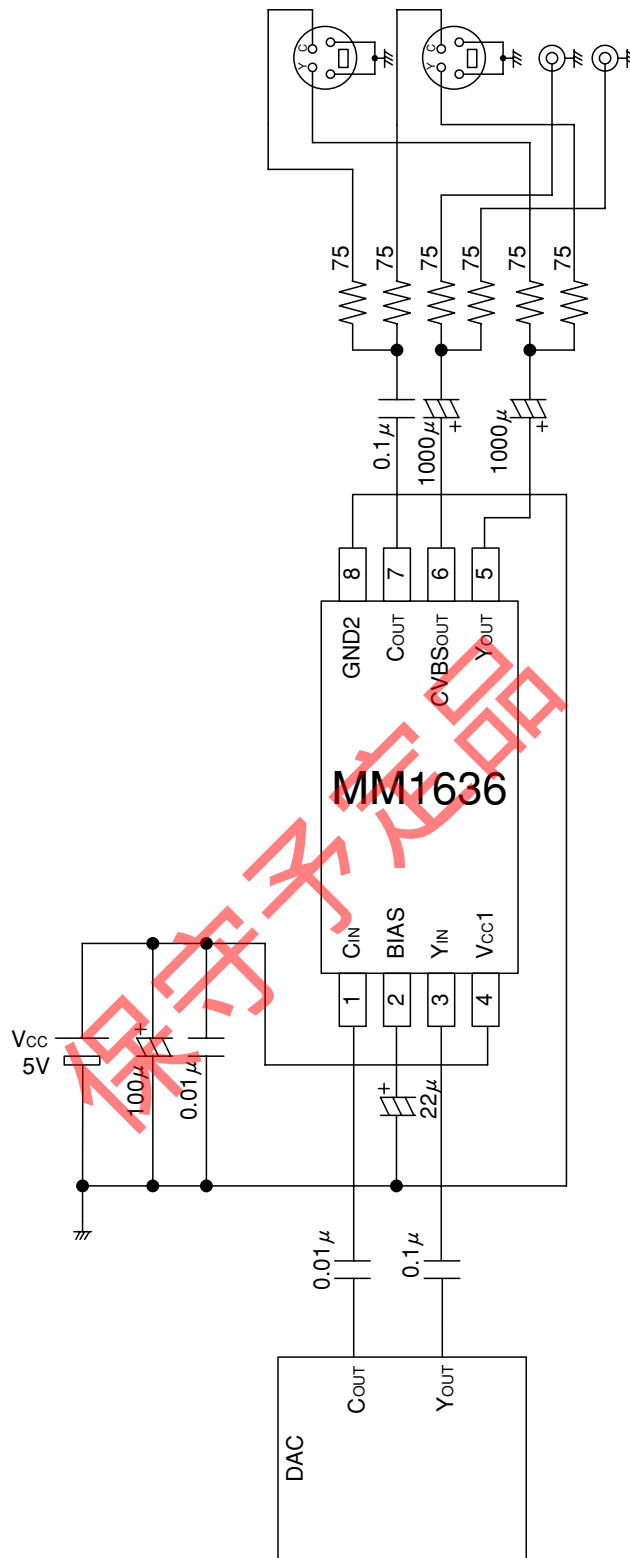 Y C
Y C
75
75
75
75
75
75
0.1μ
1000μ
1000μ
+
+
8
7
6
5
GND2
COUT
CVBSOUT
YOUT
MM1636
CIN
BIAS
YIN
VCC1
1
2
3
4
VCC
5V
100μ
+
0.01μ
+
22μ
0.01μ
0.1μ
COUT
YOUT
DAC
保守予定品